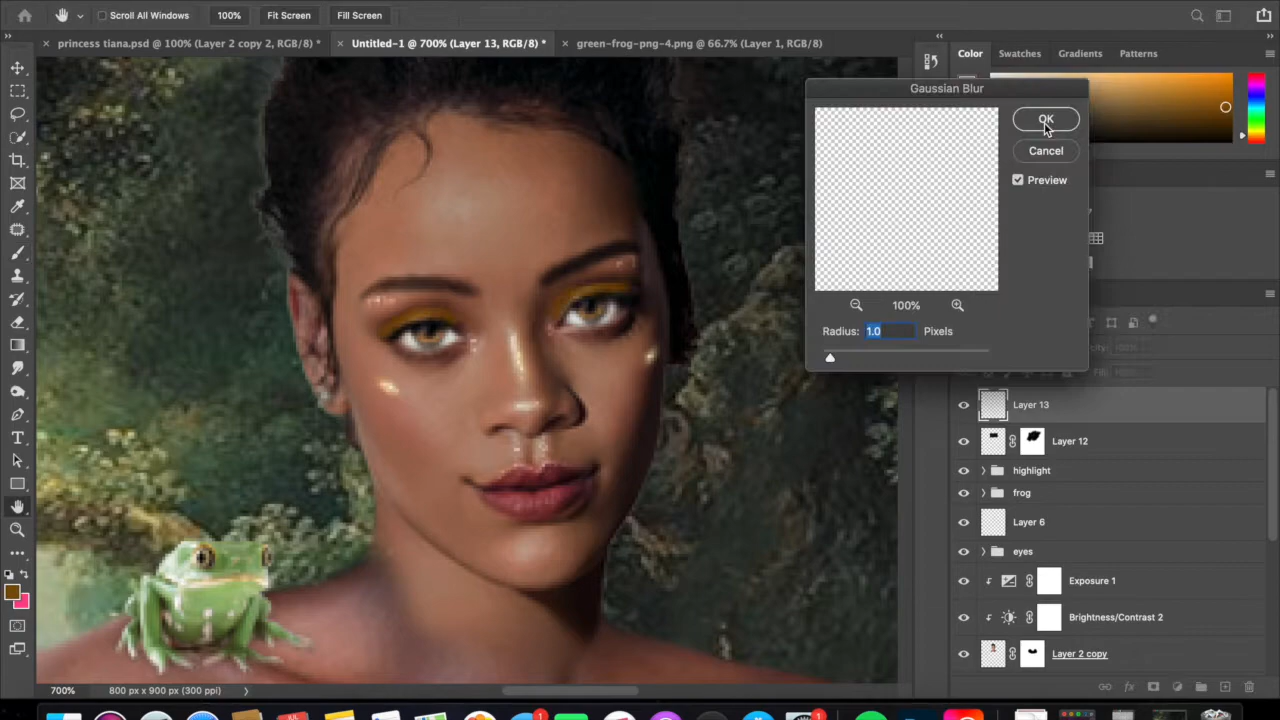 Scroll All Windows 100% Fit Screen Fill Screen
× princess tiana.psd @ 100% (Layer 2 copy 2, RGB/8) * × Untitled-1 @ 700% (Layer 13, RGB/8) * × green-frog-png-4.png @ 66.7% (Layer 1, RGB/8)
Color Swatches Gradients Patterns
Gaussian Blur
OK
Cancel
Preview
100%
Radius: 1.0 Pixels
Layer 13
Layer 12
highlight
frog
Layer 6
eyes
Exposure 1
Brightness/Contrast 2
Layer 2 copy
700% 800 px x 900 px (300 ppi)